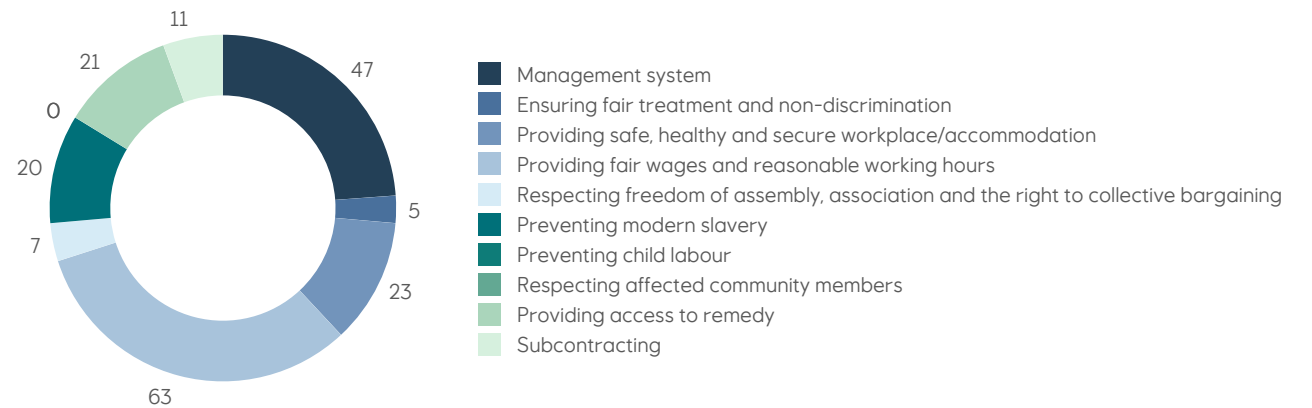 11
47
21
0
20
5
7
23
63
Management system
Ensuring fair treatment and non-discrimination
Providing safe, healthy and secure workplace/accommodation
Providing fair wages and reasonable working hours
Respecting freedom of assembly, association and the right to collective bargaining
Preventing modern slavery
Preventing child labour
Respecting affected community members
Providing access to remedy
Subcontracting